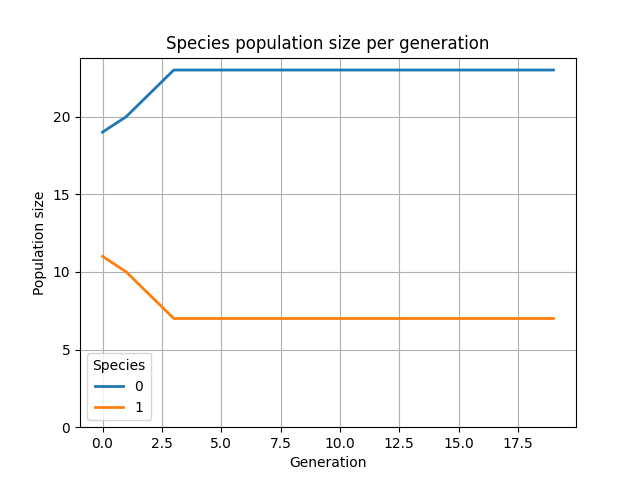 Species population size per generation
Population size
20
15
10
5
0
Species
0
1
0.0 2.5 5.0 7.5 10.0 12.5 15.0 17.5
Generation